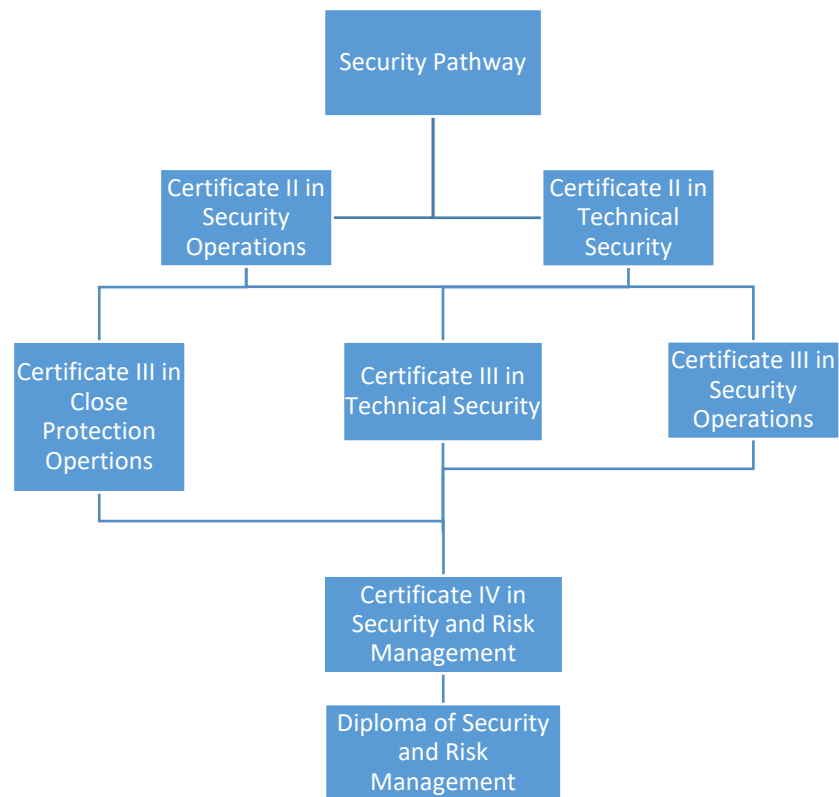 Security Pathway
Certificate II in
Security
Operations
Certificate II in
Technical
Security
Certificate III in
Close
Protection
Opertions
Certificate III in
Technical Security
Certificate III in
Security
Operations
Certificate IV in
Security and Risk
Management
Diploma of Security
and Risk
Management